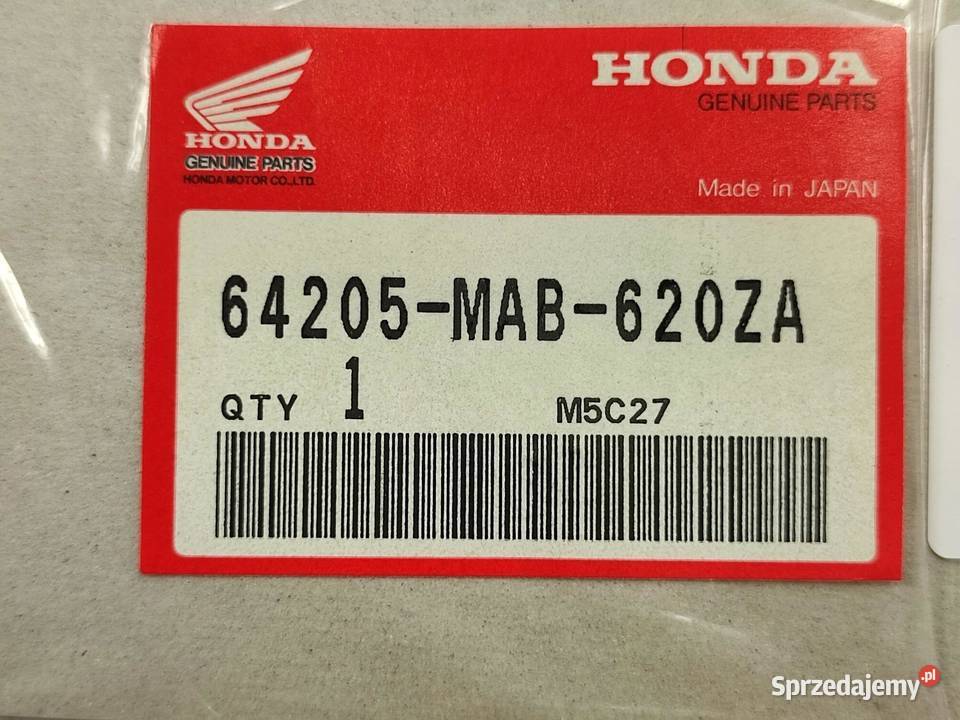 HONDA
GENUINE PARTS
HONDA MOTOR CO.,LTD.
HONDA
GENUINE PARTS
Made in JAPAN
64205-MAB-620ZA
QTY 1 M5C27
Sprzedajemy.pl